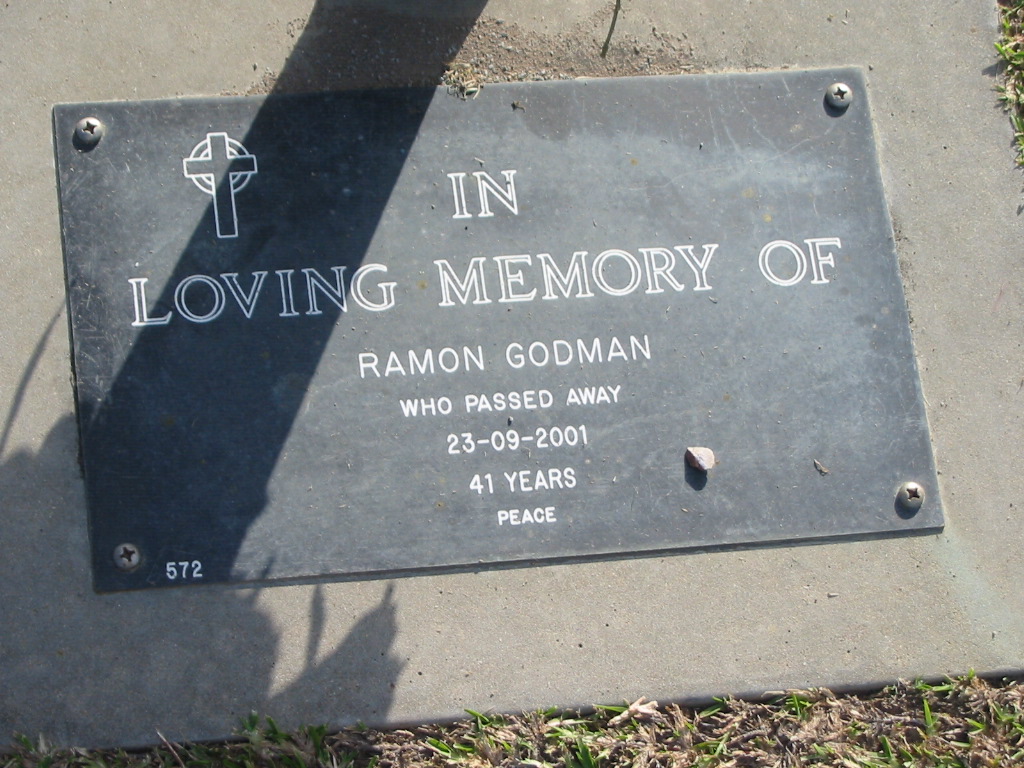 IN
LOVING MEMORY OF
RAMON GODMAN
WHO PASSED AWAY
23-09-2001
41 YEARS
PEACE
572